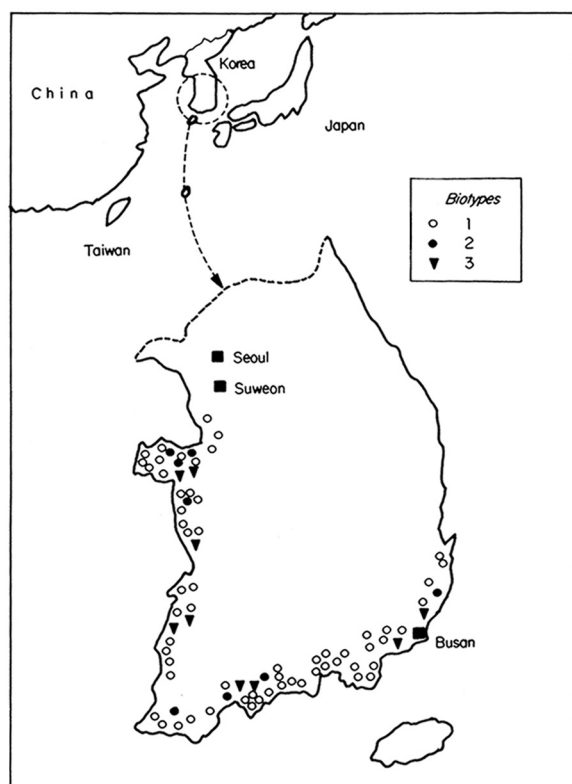 Korea
China
Japan
Taiwan
Biotypes
1
2
3
Seoul
Suweon
Busan